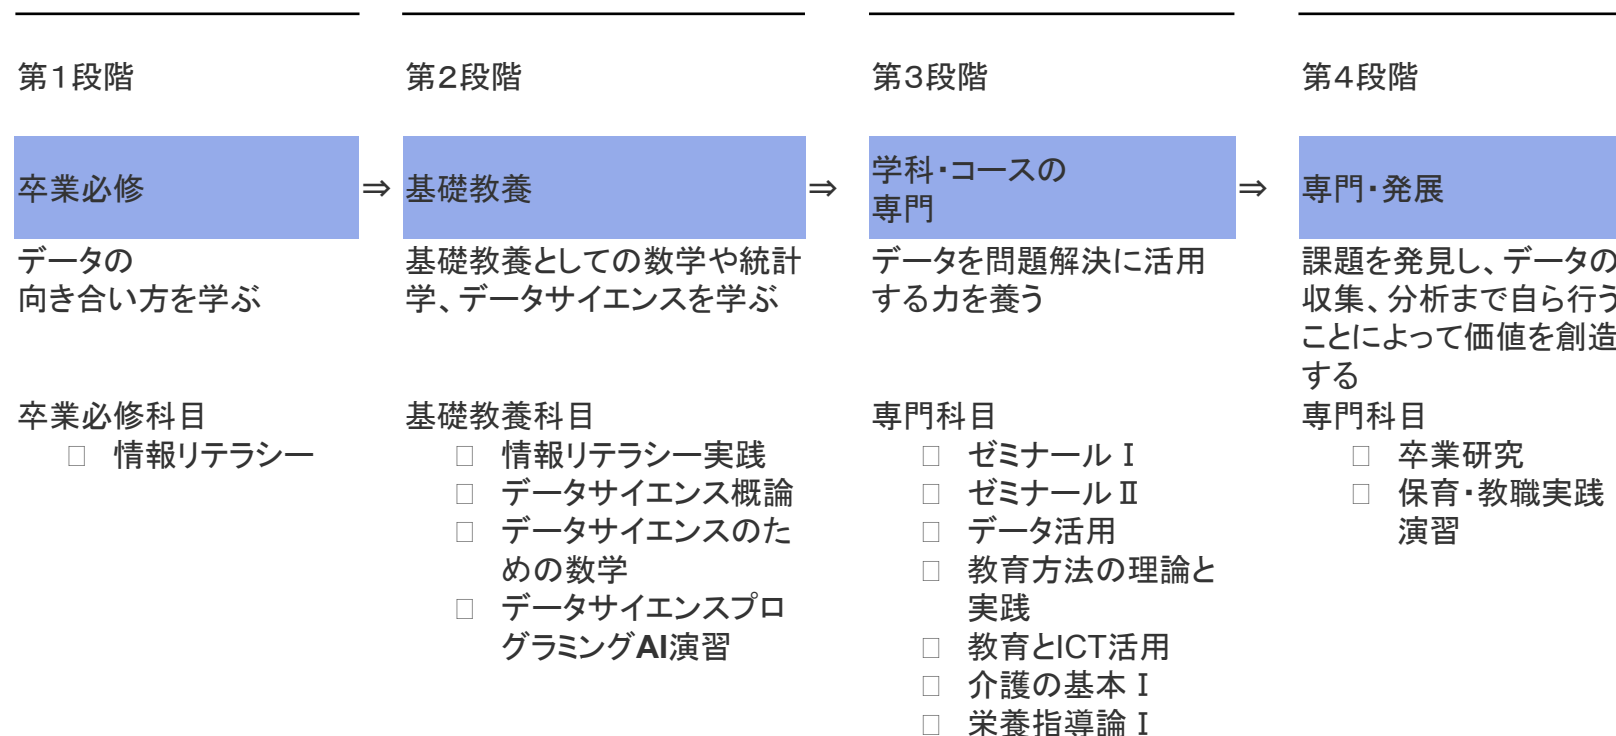 第１段階
卒業必修
⇒
データの
向き合い方を学ぶ
卒業必修科目
情報リテラシー
第２段階
基礎教養
⇒
基礎教養としての数学や統計
学、データサイエンスを学ぶ
基礎教養科目
情報リテラシー実践
データサイエンス概論
データサイエンスのた
めの数学
データサイエンスプロ
グラミングAI演習
第３段階
学科・コースの
専門
⇒
データを問題解決に活用
する力を養う
専門科目
ゼミナールⅠ
ゼミナールⅡ
データ活用
教育方法の理論と
実践
教育とICT活用
介護の基本Ⅰ
栄養指導論Ⅰ
第４段階
専門・発展
課題を発見し、データの
収集、分析まで自ら行う
ことによって価値を創造
する
専門科目
卒業研究
保育・教職実践
演習